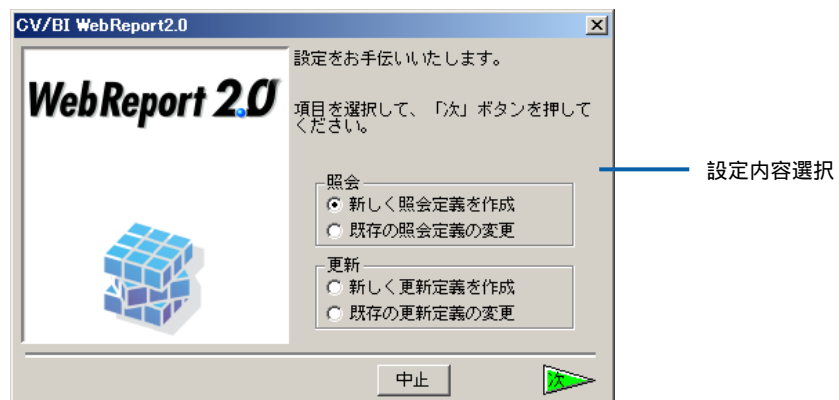 CV/BI WebReport2.0
WebReport 2.0
設定をお手伝いいたします。
項目を選択して、「次」ボタンを押して
ください。
照会
新しく照会定義を作成
既存の照会定義の変更
更新
新しく更新定義を作成
既存の更新定義の変更
中止
次
設定内容選択